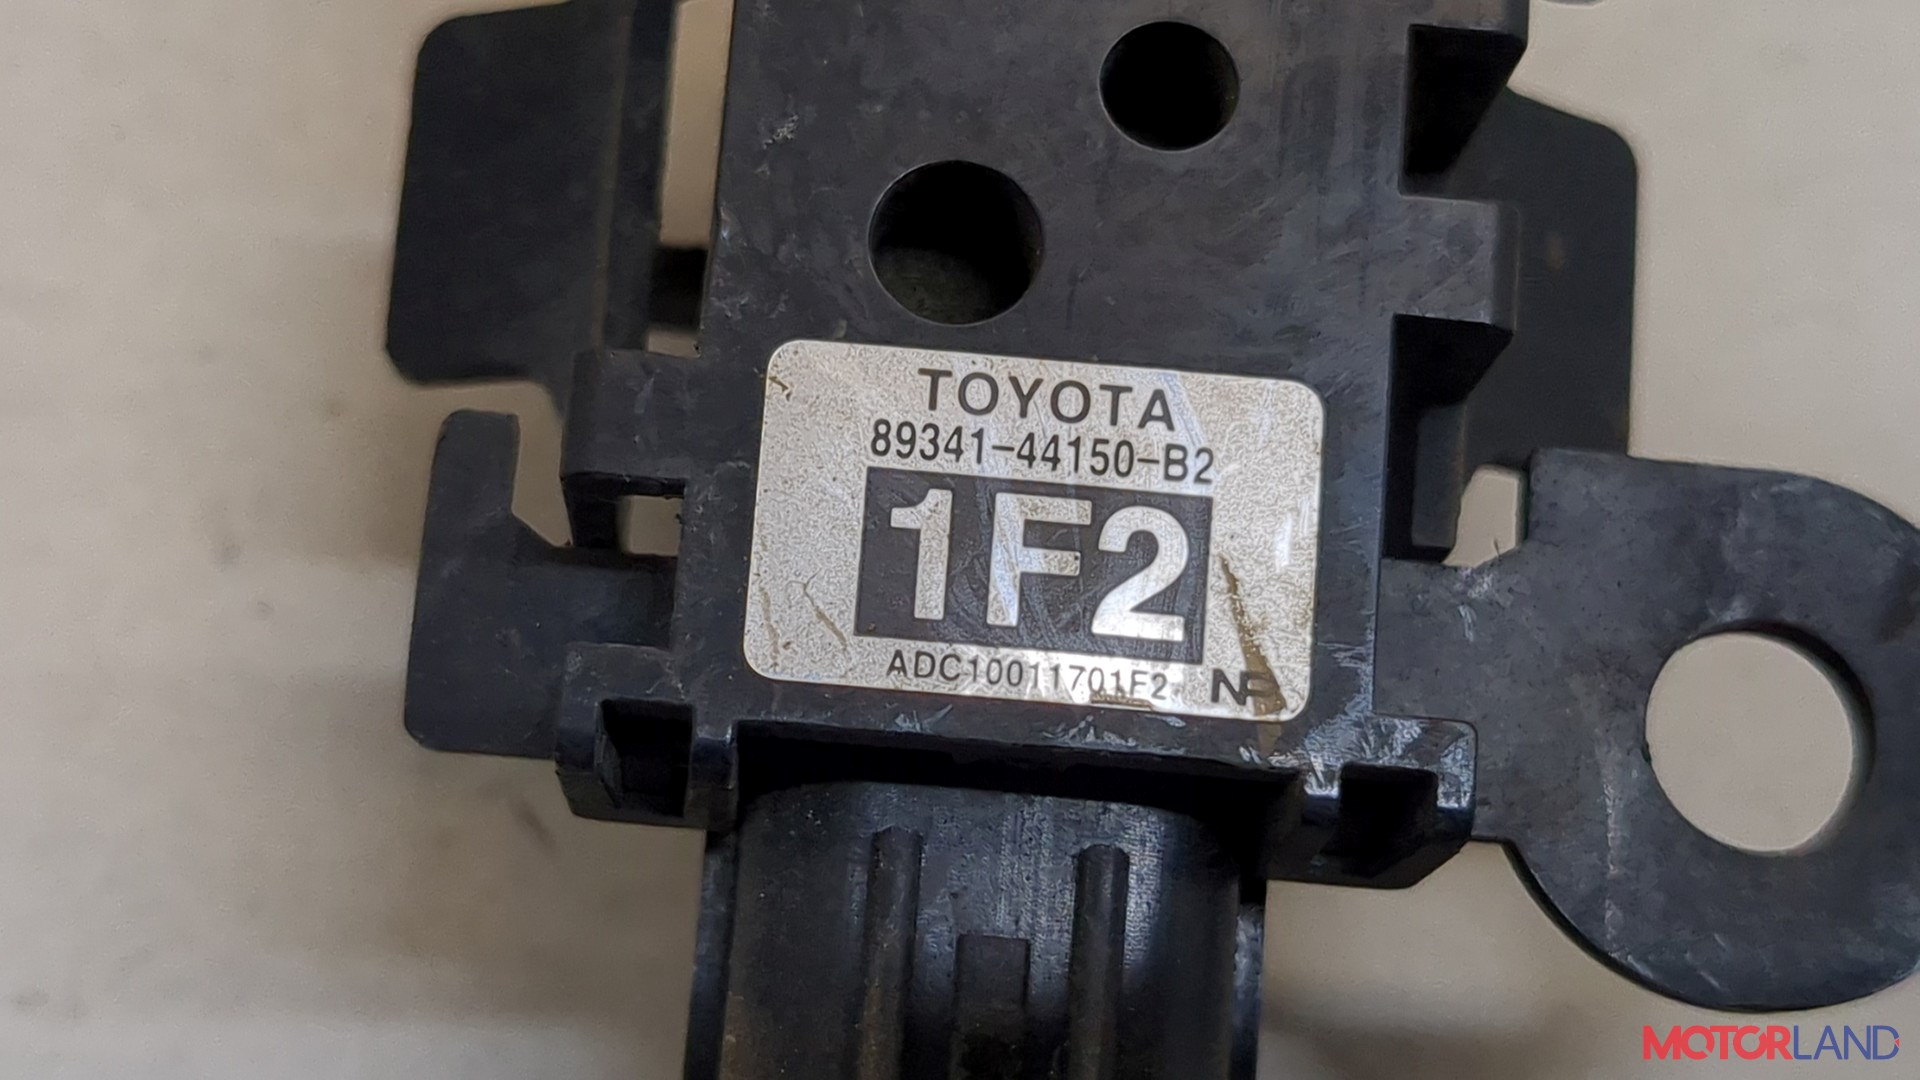 TOYOTA
89341-44150-B2
1F2
ADC10011701F2
MOTORLAND